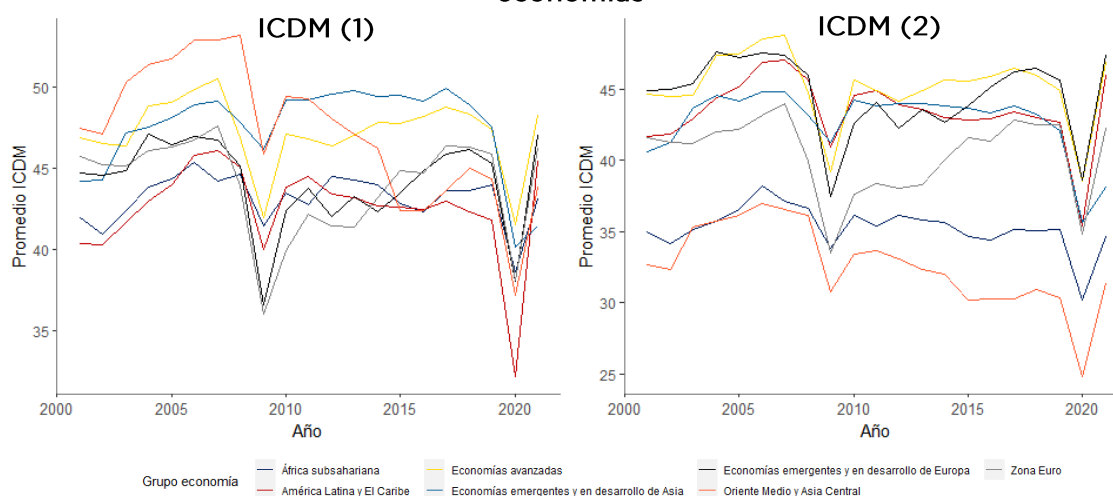 economías
ICDM (1)
ICDM (2)
Promedio ICDM
50
45
40
35
2000
2005
2010
2015
2020
Año
Promedio ICDM
45
40
35
30
25
2000
2005
2010
2015
2020
Año
Grupo economía
África subsahariana
Economías avanzadas
Economías emergentes y en desarrollo de Europa
Zona Euro
América Latina y El Caribe
Economías emergentes y en desarrollo de Asia
Oriente Medio y Asia Central